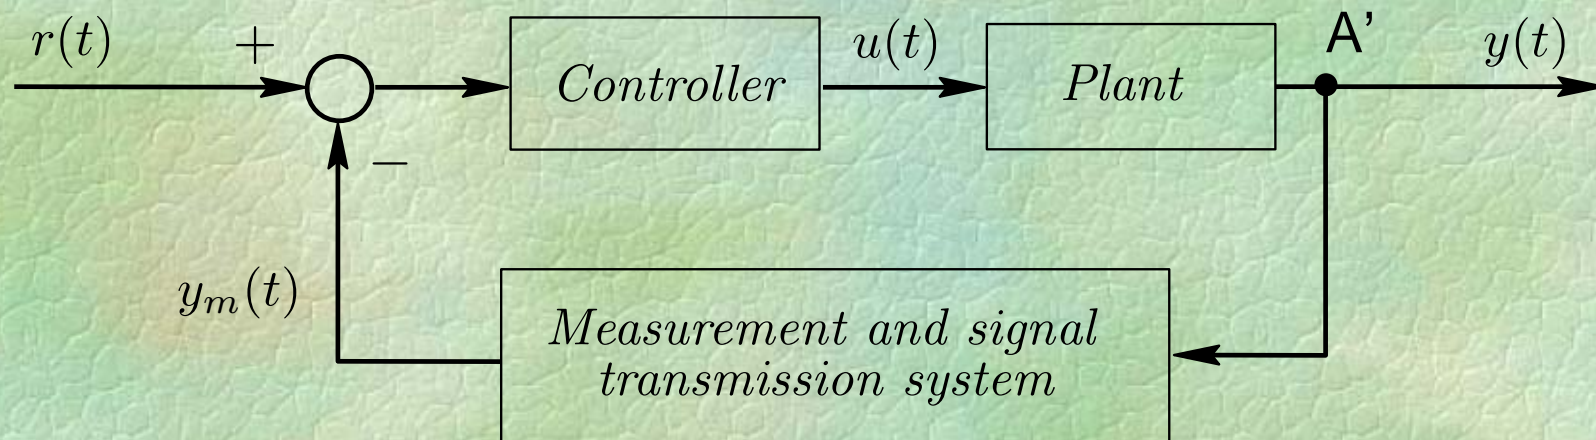 r(t)
+
Controller
u(t)
Plant
A’
y(t)
−
y_m(t)
Measurement and signal
transmission system